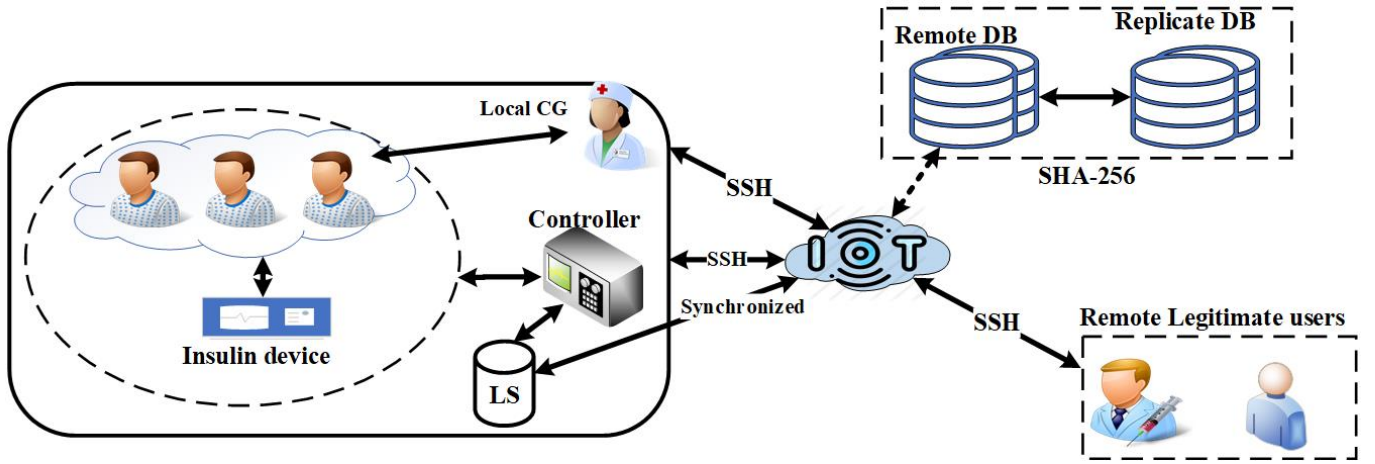 Remote DB
Replicate DB
SHA-256
Local CG
SSH
Controller
IOT
SSH
Synchronized
Insulin device
LS
SSH
Remote Legitimate users